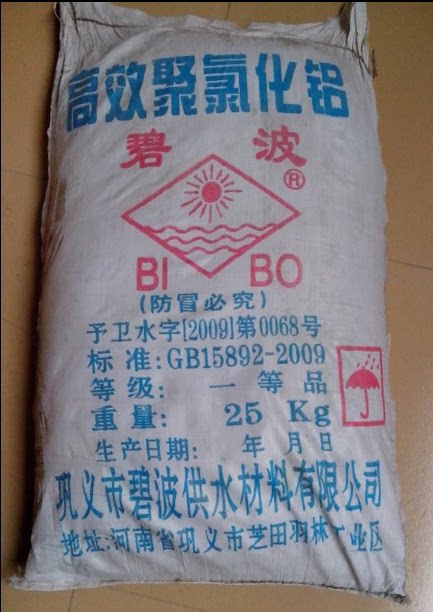 高效聚氯化铝
碧波®
BI BO
(防冒必究)
予卫水字[2009]第0068号
标准:GB15892-2009
等级: 一等品
重量: 25 Kg
生产日期: 年 月 日
巩义市碧波供水材料有限公司
地址:河南省巩义市芝田羽林工业区